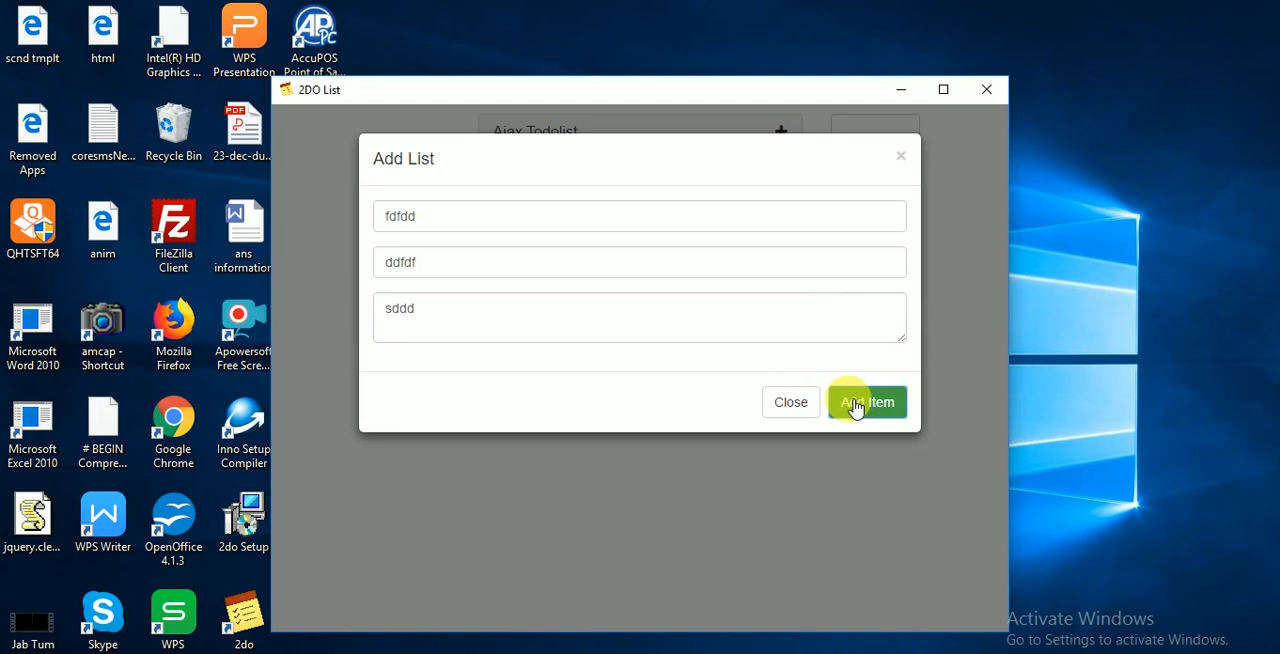 scnd tmplt
html
Intel(R) HD
Graphics ...
WPS
Presentation
AccuPOS
Point of Sa...
Removed
Apps
coresmsNe...
Recycle Bin
PDF
23-dec-du...
QHTSFT64
anim
FileZilla
Client
ans
information
Microsoft
Word 2010
amcap -
Shortcut
Mozilla
Firefox
Apowersoft
Free Scre...
Microsoft
Excel 2010
# BEGIN
Compre...
Google
Chrome
Inno Setup
Compiler
jquery.cle...
WPS Writer
OpenOffice
4.1.3
2do Setup
Jab Tum
Skype
WPS
2do
2DO List
Ajax Todolist
Add List
fdfdd
ddfdf
sddd
Close
Add Item
Activate Windows
Go to Settings to activate Windows.